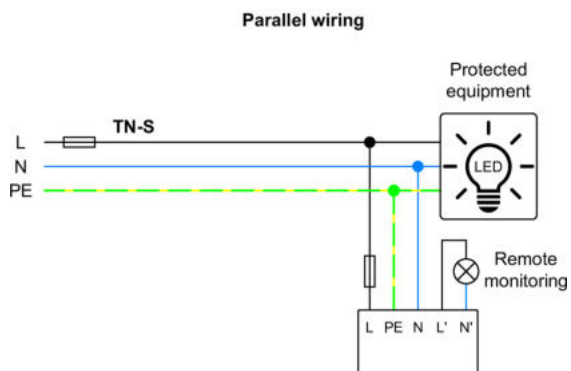 Parallel wiring
Protected
equipment
TN-S
L
N
PE
LED
Remote
monitoring
L PE N L' N'